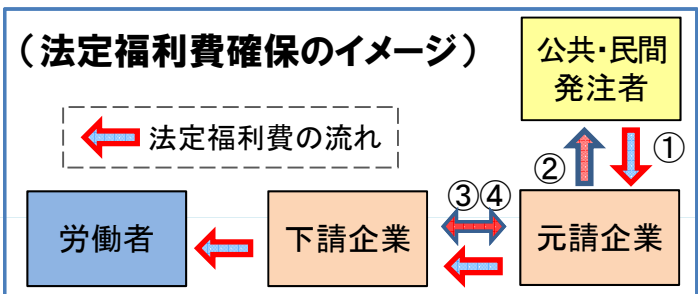 (法定福利費確保のイメージ)
公共・民間
発注者
法定福利費の流れ
①
②
③④
労働者
下請企業
元請企業